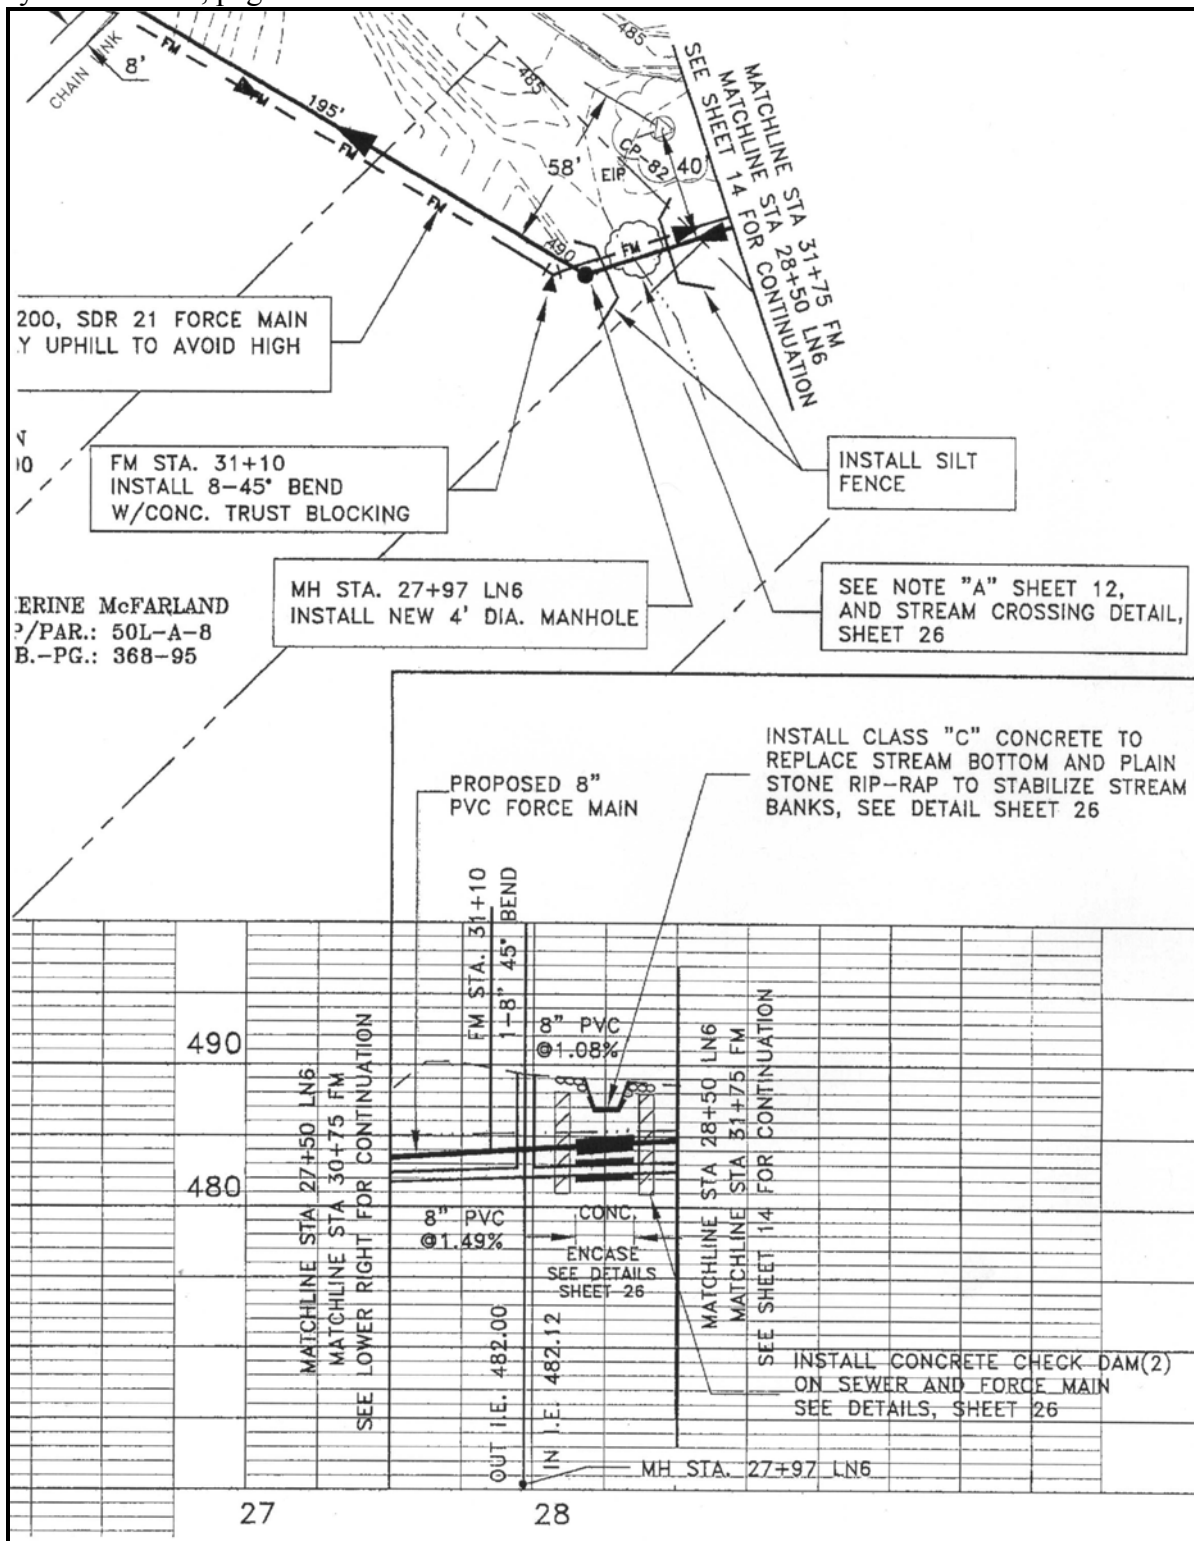 CHAIN LINK
8'
FM
FM
195'
FM
FM
485
485
MATCHLINE STA 31+75 FM
MATCHLINE STA 28+50 LN6
SEE SHEET 14 FOR CONTINUATION
58'
CP-82
40'
EIP
490
FM
200, SDR 21 FORCE MAIN
Y UPHILL TO AVOID HIGH
FM STA. 31+10
INSTALL 8-45° BEND
W/CONC. TRUST BLOCKING
INSTALL SILT
FENCE
MH STA. 27+97 LN6
INSTALL NEW 4' DIA. MANHOLE
SEE NOTE "A" SHEET 12,
AND STREAM CROSSING DETAIL,
SHEET 26
ERINE McFARLAND
P/PAR.: 50L-A-8
B.-PG.: 368-95
PROPOSED 8"
PVC FORCE MAIN
INSTALL CLASS "C" CONCRETE TO
REPLACE STREAM BOTTOM AND PLAIN
STONE RIP-RAP TO STABILIZE STREAM
BANKS, SEE DETAIL SHEET 26
FM STA. 31+10
1-8" 45° BEND
490
480
MATCHLINE STA 27+50 LN6
MATCHLINE STA 30+75 FM
SEE LOWER RIGHT FOR CONTINUATION
8" PVC
@1.08%
8" PVC
@1.49%
CONC.
ENCASE
SEE DETAILS
SHEET 26
MATCHLINE STA 28+50 LN6
MATCHLINE STA 31+75 FM
SEE SHEET 14 FOR CONTINUATION
OUT I.E. 482.00
IN I.E. 482.12
INSTALL CONCRETE CHECK DAM(2)
ON SEWER AND FORCE MAIN
SEE DETAILS, SHEET 26
MH STA. 27+97 LN6
27
28